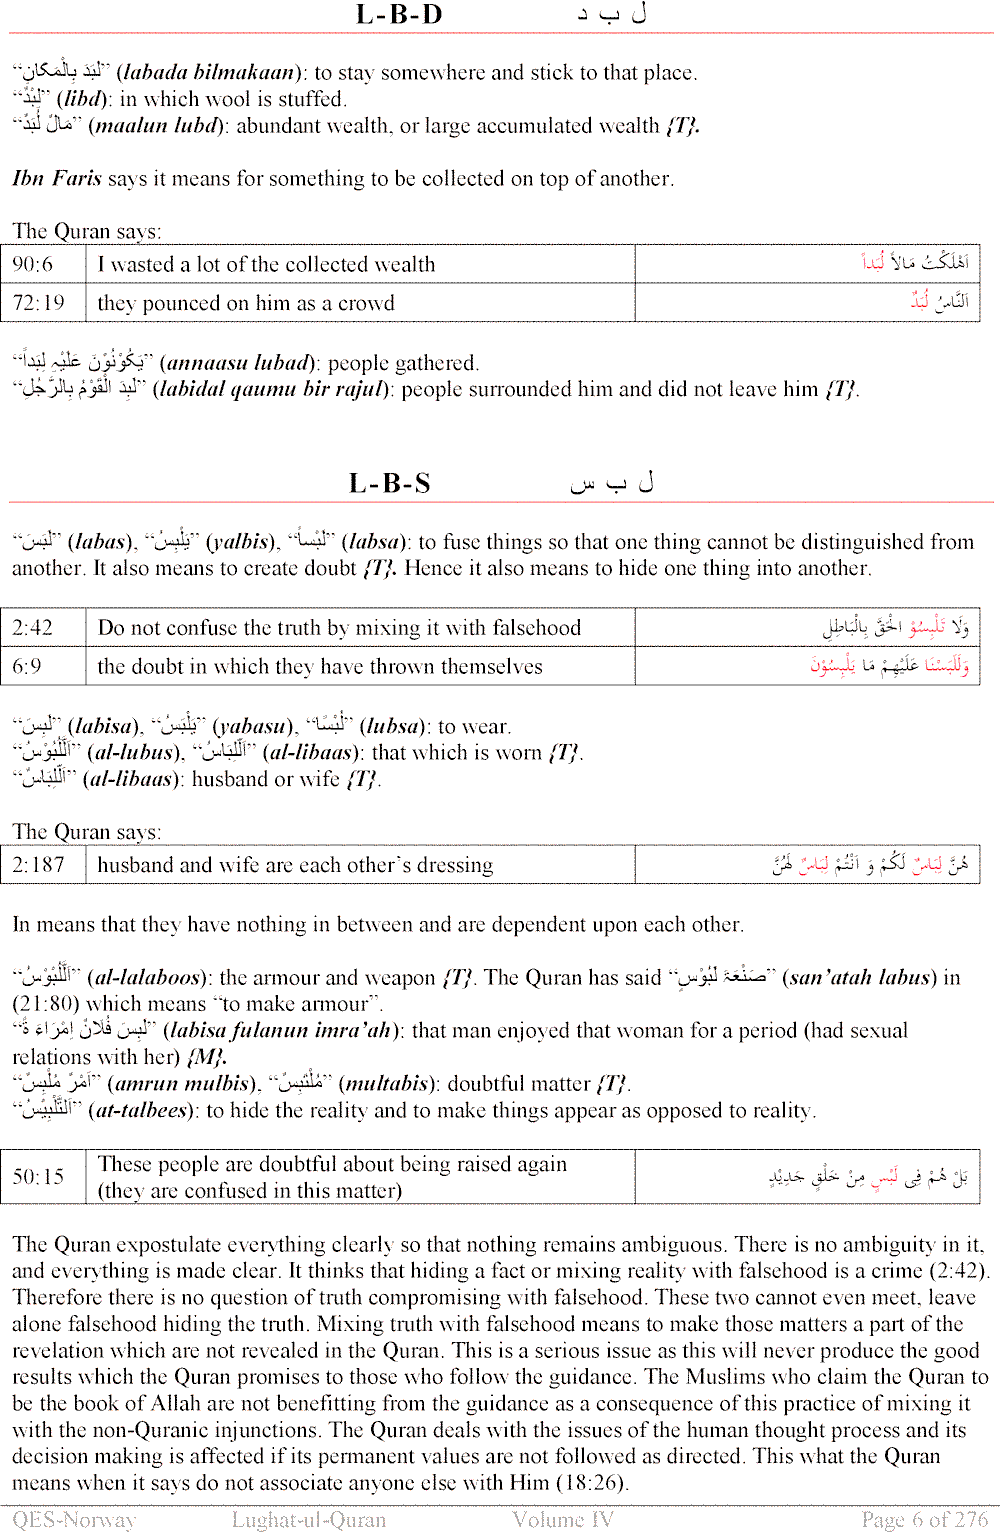 L-B-D ل ب د
“لَبَدَ بِالْمَكَانِ” (labada bilmakaan): to stay somewhere and stick to that place.
“لِبْدٌ” (libd): in which wool is stuffed.
“مَالٌ لُبَدٌ” (maalun lubd): abundant wealth, or large accumulated wealth {T}.
Ibn Faris says it means for something to be collected on top of another.
The Quran says:
90:6 I wasted a lot of the collected wealth اَهْلَكْتُ مَالاً لُبَداً
72:19 they pounced on him as a crowd اَلنَّاسُ لُبَدٌ
“يَكُوْنُوْنَ عَلَيْہِ لِبَداً” (annaasu lubad): people gathered.
“لَبِدَ الْقَوْمُ بِالرَّجُلِ” (labidal qaumu bir rajul): people surrounded him and did not leave him {T}.
L-B-S ل ب س
“لَبَسَ” (labas), “يَلْبِسُ” (yalbis), “لَبْساً” (labsa): to fuse things so that one thing cannot be distinguished from
another. It also means to create doubt {T}. Hence it also means to hide one thing into another.
2:42 Do not confuse the truth by mixing it with falsehood وَلَا تَلْبِسُوْ الْحَقَّ بِالْبَاطِلِ
6:9 the doubt in which they have thrown themselves وَلَلَبَسْنَا عَلَيْهِمْ مَا يَلْبِسُوْنَ
“لَبِسَ” (labisa), “يَلْبَسُ” (yabasu), “لُبْسًا” (lubsa): to wear.
“اَللُّبُوْسُ” (al-lubus), “اَللِّبَاسُ” (al-libaas): that which is worn {T}.
“اَللِّبَاسُ” (al-libaas): husband or wife {T}.
The Quran says:
2:187 husband and wife are each other’s dressing هُنَّ لِبَاسٌ لَكُمْ وَ اَنْتُمْ لِبَاسٌ لَهُنَّ
In means that they have nothing in between and are dependent upon each other.
“اَللَّبُوْسُ” (al-lalaboos): the armour and weapon {T}. The Quran has said “صَنْعَۃَ لَبُوْسٍ” (san’atah labus) in
(21:80) which means “to make armour”.
“لَبِسَ فُلَانٌ اِمْرَاءَ ۃً” (labisa fulanun imra’ah): that man enjoyed that woman for a period (had sexual
relations with her) {M}.
“اَمْرٌ مُلْبِسٌ” (amrun mulbis), “مُلْتَبِسٌ” (multabis): doubtful matter {T}.
“اَلتَّلْبِيْسُ” (at-talbees): to hide the reality and to make things appear as opposed to reality.
50:15 These people are doubtful about being raised again
(they are confused in this matter) بَلْ هُمْ فِى لَبْسٍ مِنْ خَلْقٍ جَدِيْدٍ
The Quran expostulate everything clearly so that nothing remains ambiguous. There is no ambiguity in it,
and everything is made clear. It thinks that hiding a fact or mixing reality with falsehood is a crime (2:42).
Therefore there is no question of truth compromising with falsehood. These two cannot even meet, leave
alone falsehood hiding the truth. Mixing truth with falsehood means to make those matters a part of the
revelation which are not revealed in the Quran. This is a serious issue as this will never produce the good
results which the Quran promises to those who follow the guidance. The Muslims who claim the Quran to
be the book of Allah are not benefitting from the guidance as a consequence of this practice of mixing it
with the non-Quranic injunctions. The Quran deals with the issues of the human thought process and its
decision making is affected if its permanent values are not followed as directed. This what the Quran
means when it says do not associate anyone else with Him (18:26).
QES-Norway Lughat-ul-Quran Volume IV Page 6 of 276